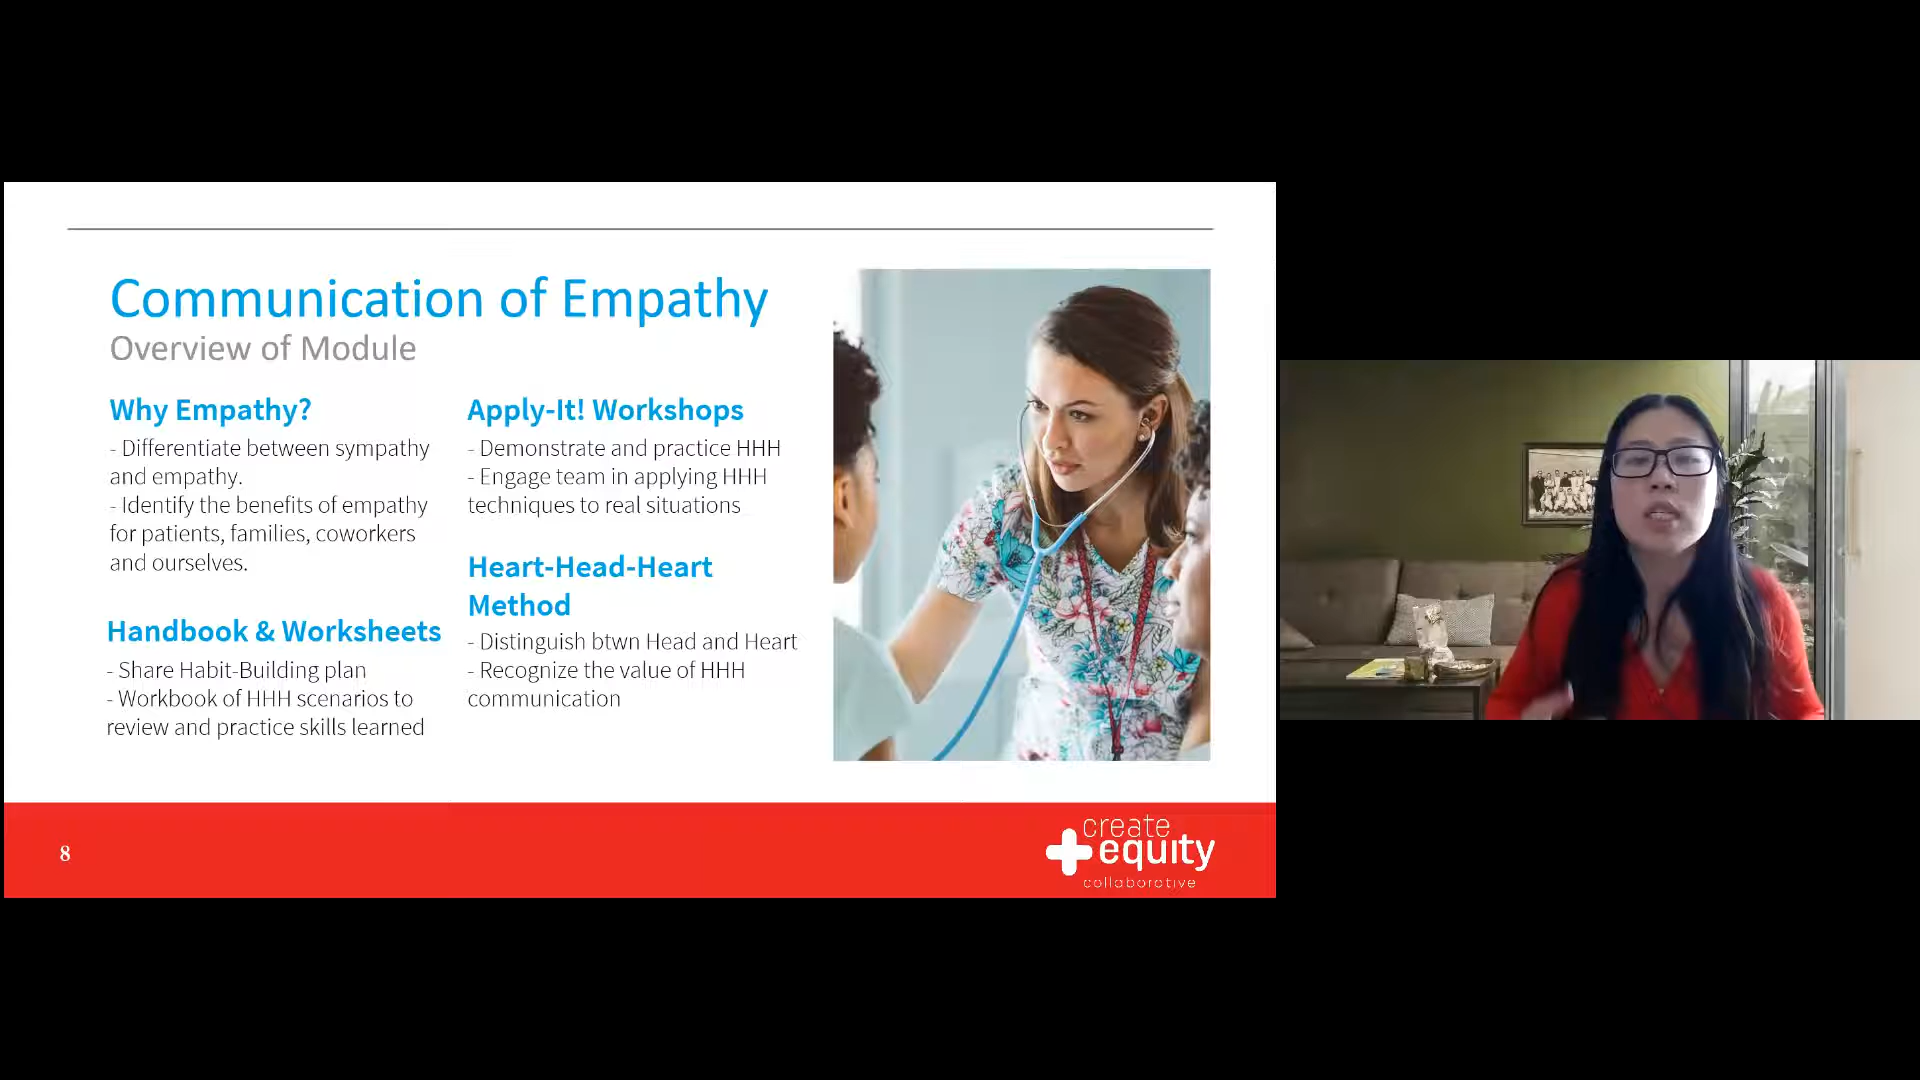 Communication of Empathy
Overview of Module
Why Empathy?
- Differentiate between sympathy
and empathy.
- Identify the benefits of empathy
for patients, families, coworkers
and ourselves.
Handbook & Worksheets
- Share Habit-Building plan
- Workbook of HHH scenarios to
review and practice skills learned
Apply-It! Workshops
- Demonstrate and practice HHH
- Engage team in applying HHH
techniques to real situations
Heart-Head-Heart
Method
- Distinguish btwn Head and Heart
- Recognize the value of HHH
communication
8
create
equity
collaborative